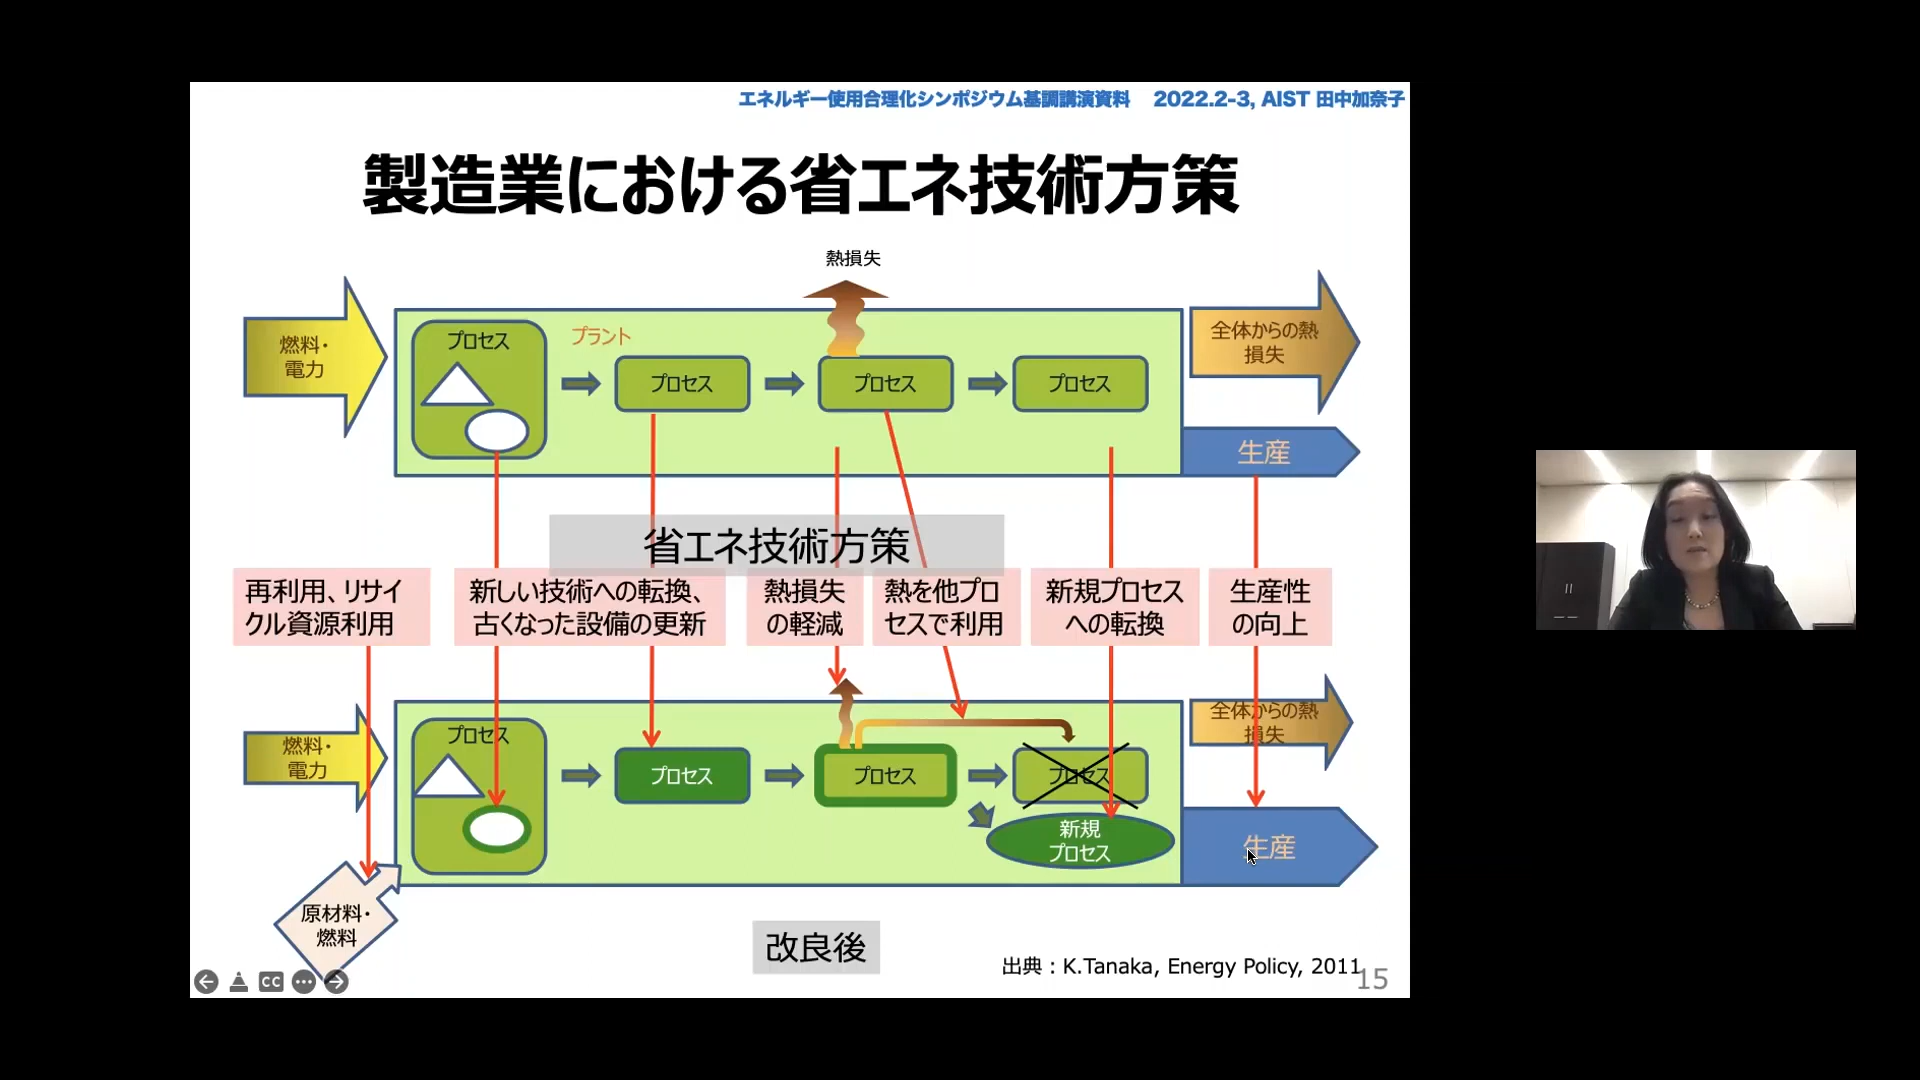 エネルギー使用合理化シンポジウム基調講演資料 2022.2-3, AIST 田中加奈子
製造業における省エネ技術方策
熱損失
燃料・
電力
プロセス
プラント
プロセス
プロセス
プロセス
全体からの熱
損失
生産
省エネ技術方策
再利用、リサイ
クル資源利用
新しい技術への転換、
古くなった設備の更新
熱損失
の軽減
熱を他プロ
セスで利用
新規プロセス
への転換
生産性
の向上
燃料・
電力
プロセス
プロセス
プロセス
プロセス
新規
プロセス
全体からの熱
損失
生産
原材料・
燃料
改良後
出典：K.Tanaka, Energy Policy, 2011
15
CC